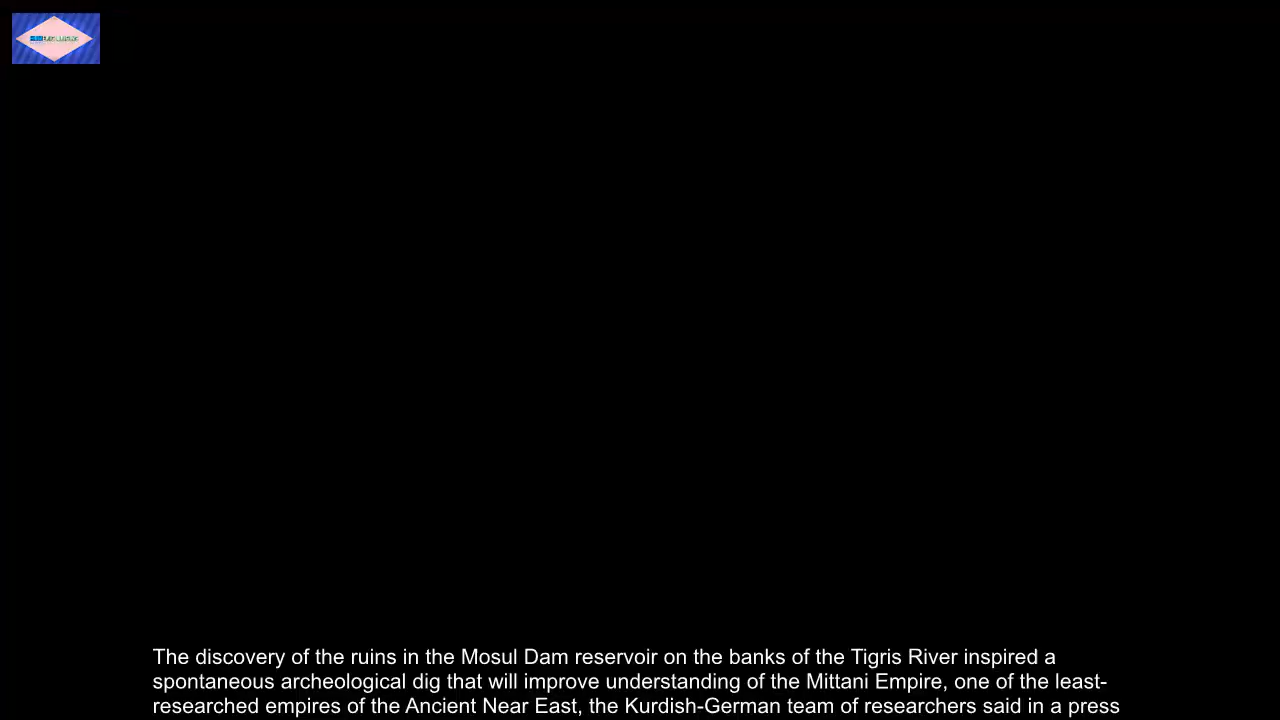 The discovery of the ruins in the Mosul Dam reservoir on the banks of the Tigris River inspired a
spontaneous archeological dig that will improve understanding of the Mittani Empire, one of the least-
researched empires of the Ancient Near East, the Kurdish-German team of researchers said in a press